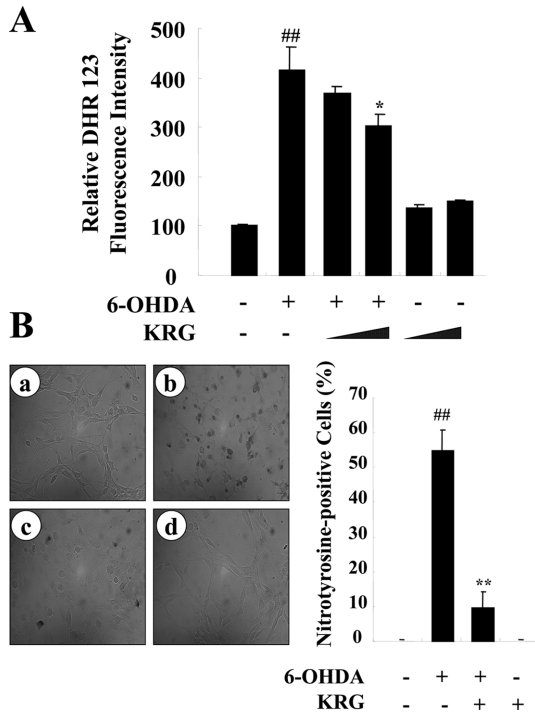 A
Relative DHR 123
Fluorescence Intensity
500
400
300
200
100
0
##
*
6-OHDA - + + + - -
KRG - -
B
a
b
c
d
Nitrotyrosine-positive Cells (%)
70
60
50
40
30
20
10
0
##
**
6-OHDA - + + -
KRG - - + +